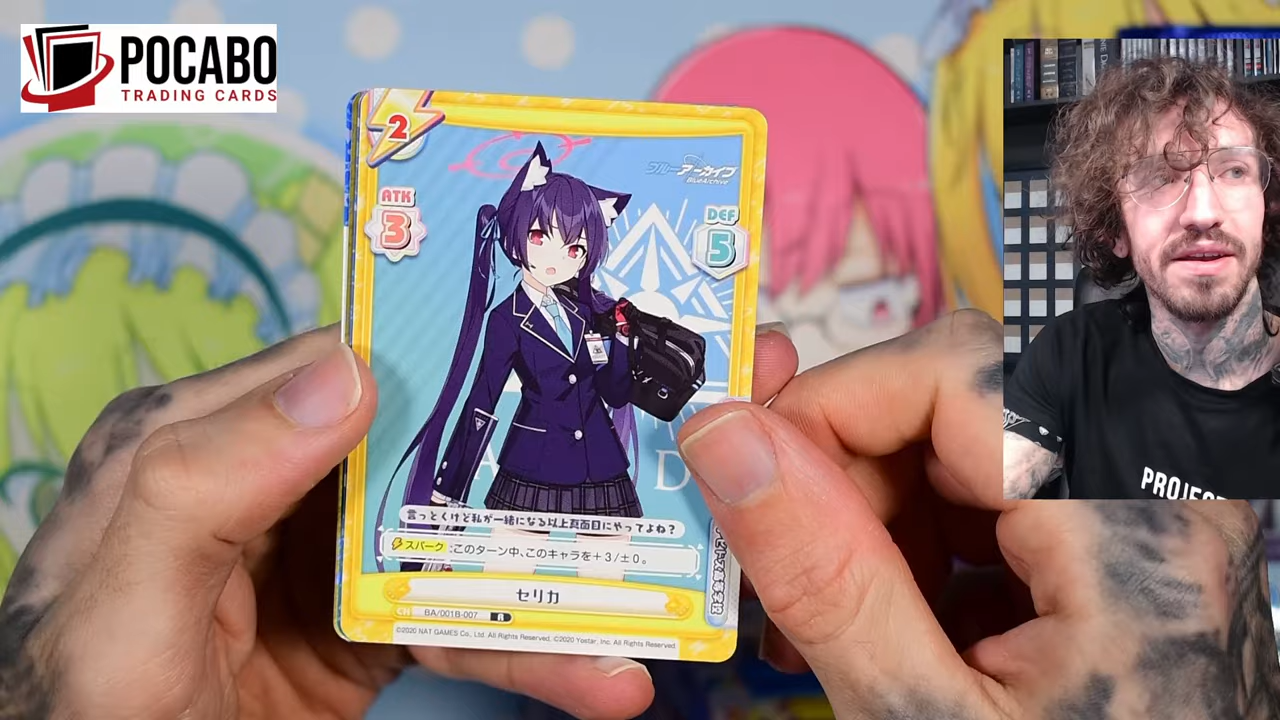 POCABO
TRADING CARDS
2
ブルーアーカイブ
BlueArchive
ATK
3
DEF
5
言っとくけど私が一緒になる以上真面目にやってよね?
スパーク:このターン中、このキャラを+3/±0。
セリカ
CH BA/001B-007 R
©2020 NAT GAMES Co., Ltd. All Rights Reserved. ©2020 Yostar, Inc. All Rights Reserved.
PROJECT